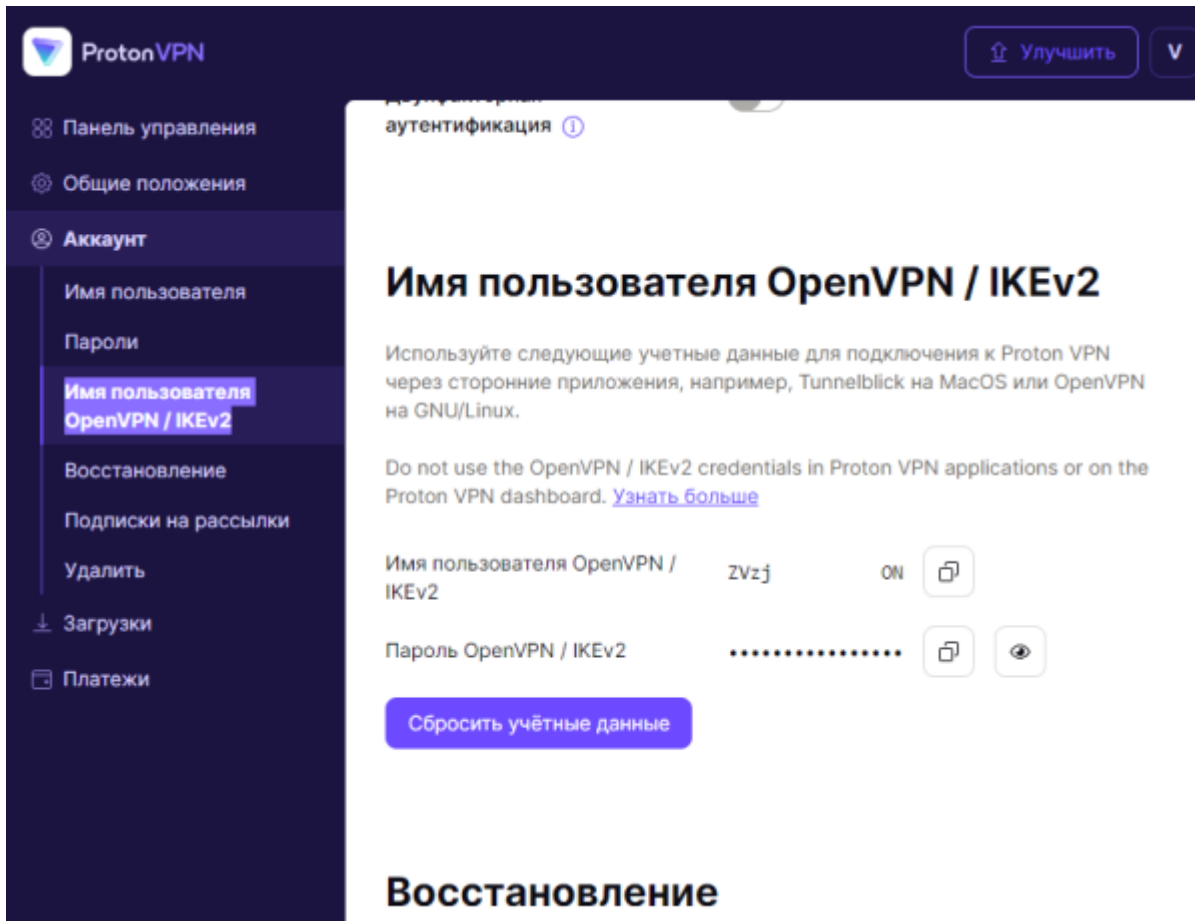 ProtonVPN
Улучшить
V
Панель управления
Общие положения
Аккаунт
Имя пользователя
Пароли
Имя пользователя
OpenVPN / IKEv2
Восстановление
Подписки на рассылки
Удалить
Загрузки
Платежи
аутентификация
Имя пользователя OpenVPN / IKEv2
Используйте следующие учетные данные для подключения к Proton VPN
через сторонние приложения, например, Tunnelblick на MacOS или OpenVPN
на GNU/Linux.
Do not use the OpenVPN / IKEv2 credentials in Proton VPN applications or on the
Proton VPN dashboard. Узнать больше
Имя пользователя OpenVPN /
IKEv2
ZVzj ON
Пароль OpenVPN / IKEv2
••••••••••••••••
Сбросить учётные данные
Восстановление